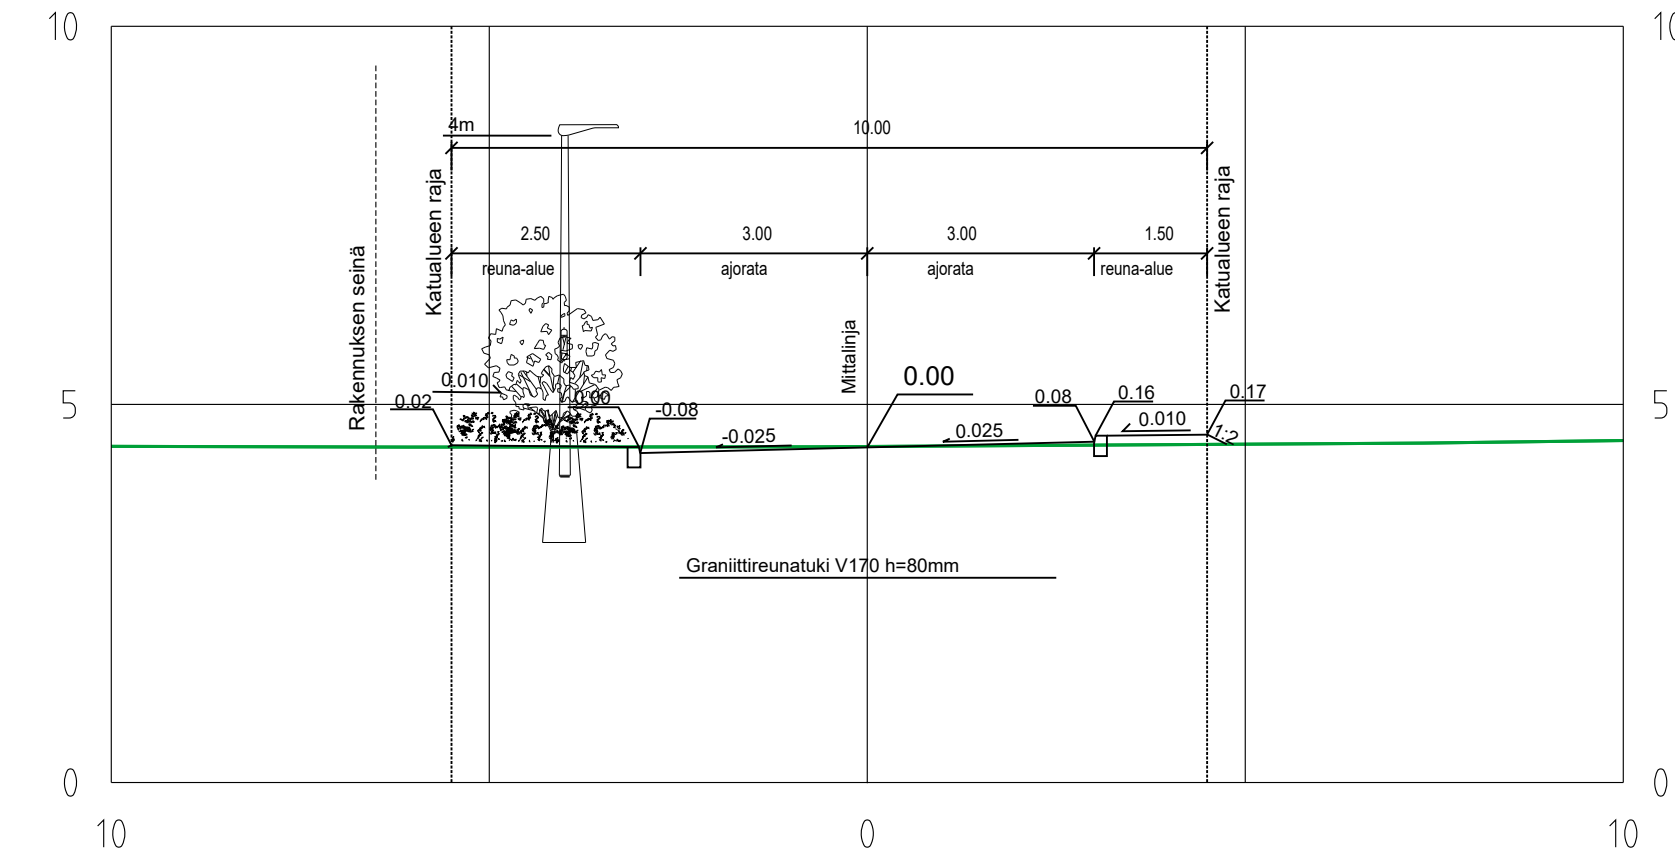 10
10
4m
10.00
Katualueen raja
Katualueen raja
2.50
3.00
3.00
1.50
reuna-alue
ajorata
ajorata
reuna-alue
Rakennuksen seinä
Mittalinja
0.010
0.00
0.02
0.00
-0.08
0.08
0.16
0.17
5
5
-0.025
0.025
0.010
1:2
Graniittireunatuki V170 h=80mm
0
0
10
0
10